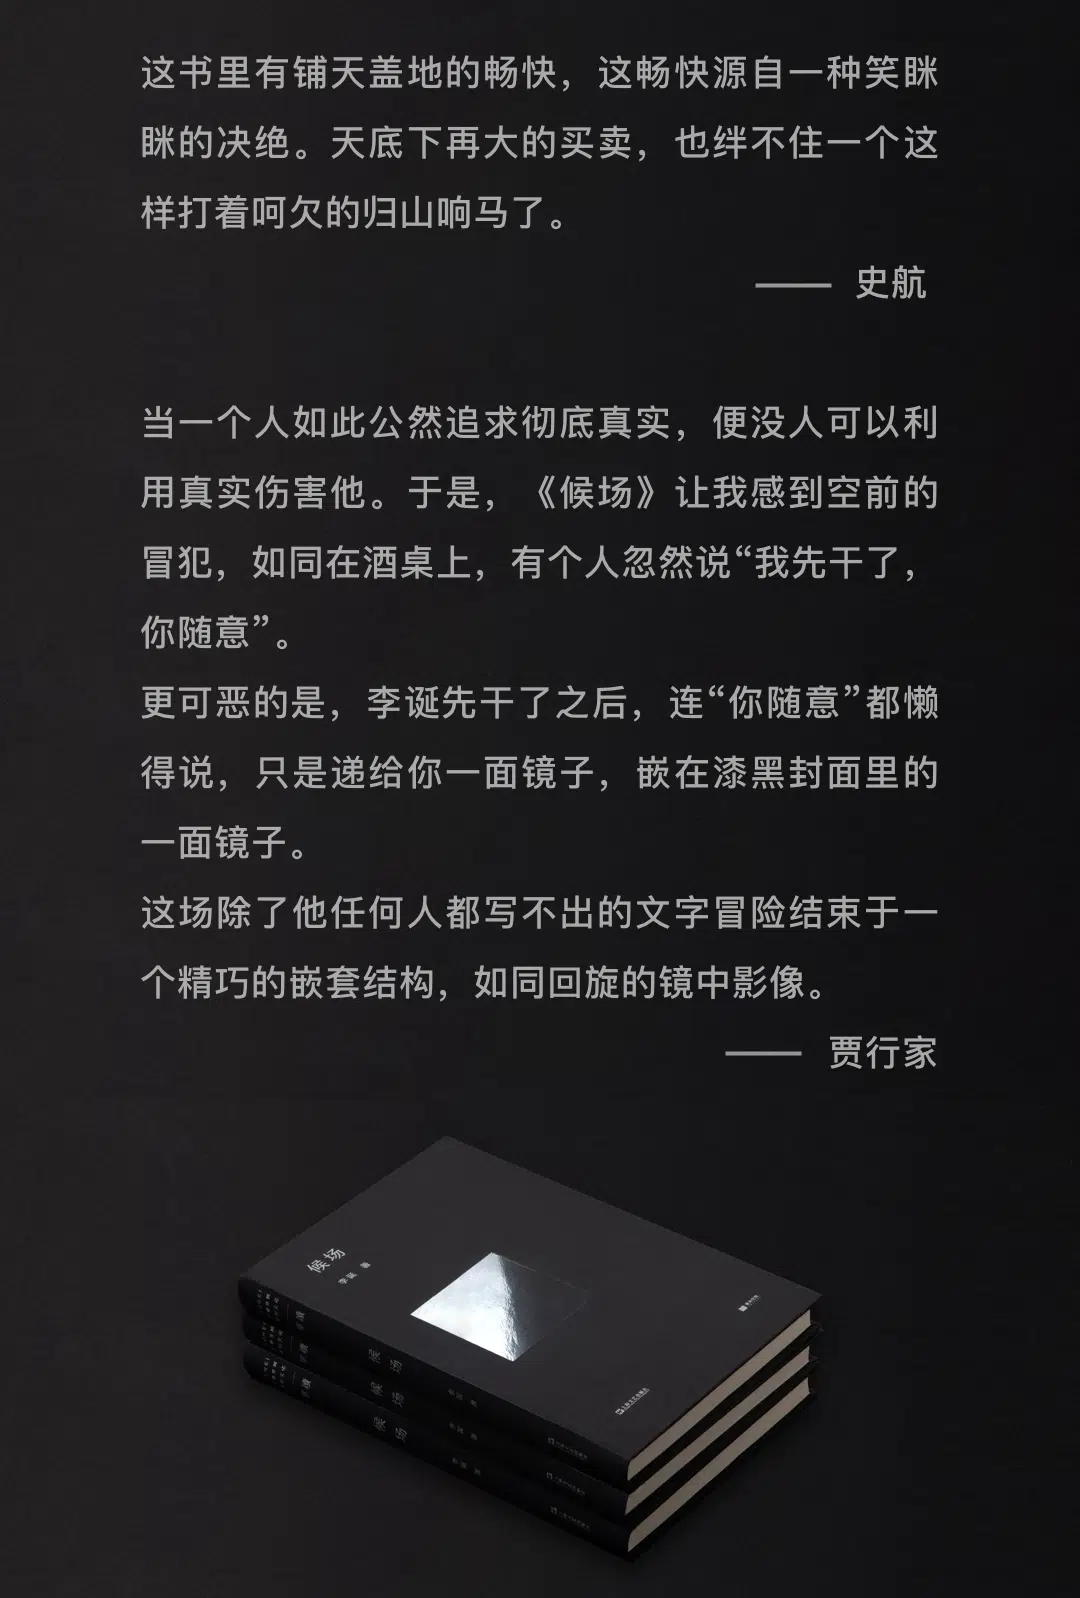 这书里有铺天盖地的畅快，这畅快源自一种笑眯
眯的决绝。天底下再大的买卖，也绊不住一个这
样打着呵欠的归山响马了。
—— 史航
当一个人如此公然追求彻底真实，便没人可以利
用真实伤害他。于是，《候场》让我感到空前的
冒犯，如同在酒桌上，有个人忽然说“我先干了，
你随意”。
更可恶的是，李诞先干了之后，连“你随意”都懒
得说，只是递给你一面镜子，嵌在漆黑封面里的
一面镜子。
这场除了他任何人都写不出的文字冒险结束于一
个精巧的嵌套结构，如同回旋的镜中影像。
—— 贾行家
候场
李诞 著
候场
候场
候场